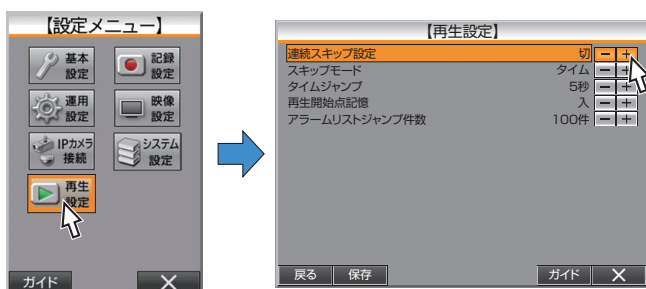 【設定メニュー】
基本
設定
記録
設定
運用
設定
映像
設定
IPカメラ
接続
システム
設定
再生
設定
ガイド ×
【再生設定】
連続スキップ設定 切 − +
スキップモード タイム − +
タイムジャンプ 5秒 − +
再生開始点記憶 入 − +
アラームリストジャンプ件数 100件 − +
戻る 保存 ガイド ×